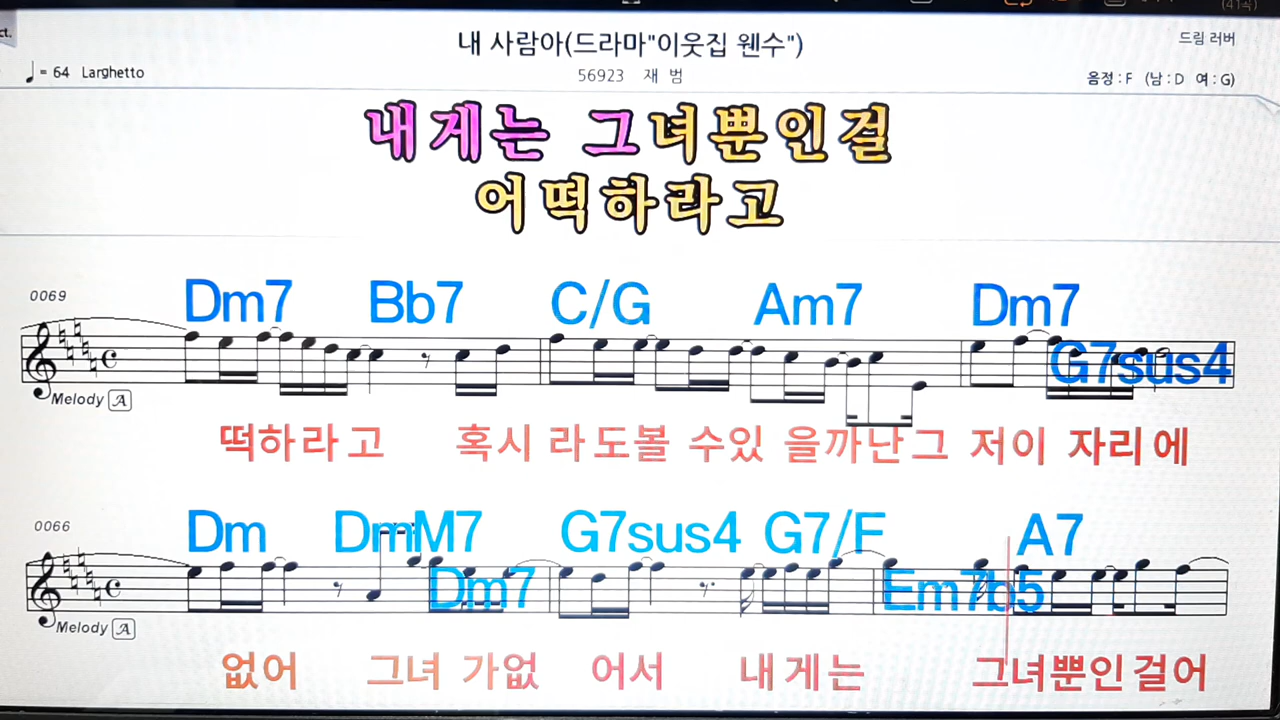 ct.
내 사람아(드라마"이웃집 웬수")
드림 러버
♩= 64 Larghetto
56923 재 범
음정 : F (남 : D 여 : G)
내게는 그녀뿐인걸
어떡하라고
0069
Dm7 Bb7 C/G Am7 Dm7
G7sus4
Melody A
떡하라고 혹시 라도볼 수있 을까난그 저이 자리에
0066
Dm DmM7 G7sus4 G7/F A7
Dm7 Em7b5
Melody A
없어 그녀 가없 어서 내게는 그녀뿐인걸어